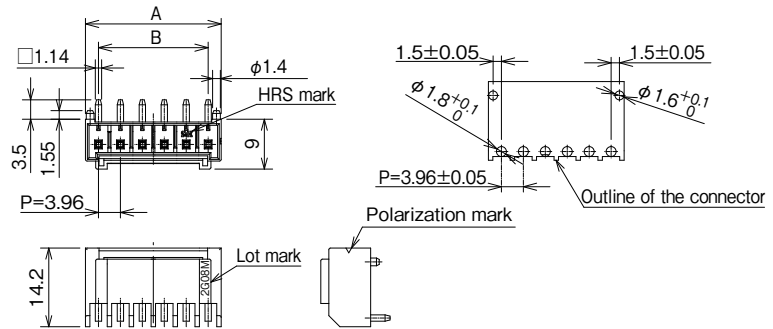 A
B
□1.14
φ1.4
HRS mark
3.5
1.55
9
P=3.96
1.5±0.05
1.5±0.05
φ1.8 +0.1 0
φ1.6 +0.1 0
P=3.96±0.05
Outline of the connector
Polarization mark
Lot mark
14.2
2G08M